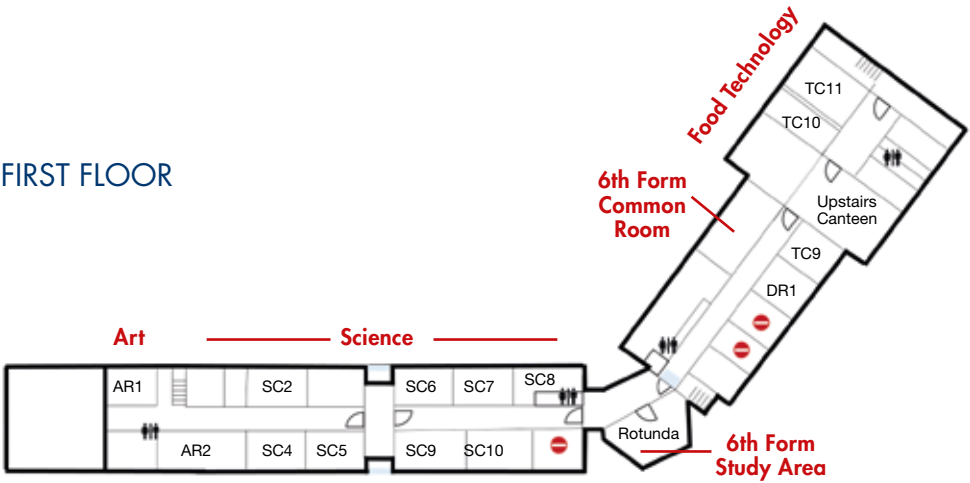 Food Technology
TC11
TC10
FIRST FLOOR
6th Form
Common
Room
Upstairs
Canteen
TC9
DR1
Art
Science
AR1
SC2
SC6
SC7
SC8
AR2
SC4
SC5
SC9
SC10
Rotunda
6th Form
Study Area